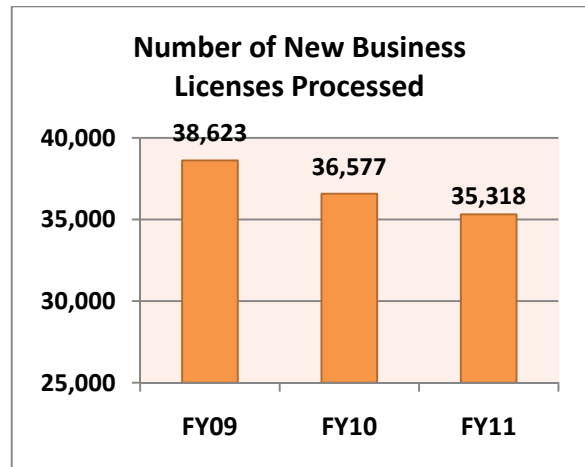 Number of New Business
Licenses Processed
40,000
38,623
36,577
35,318
35,000
30,000
25,000
FY09 FY10 FY11